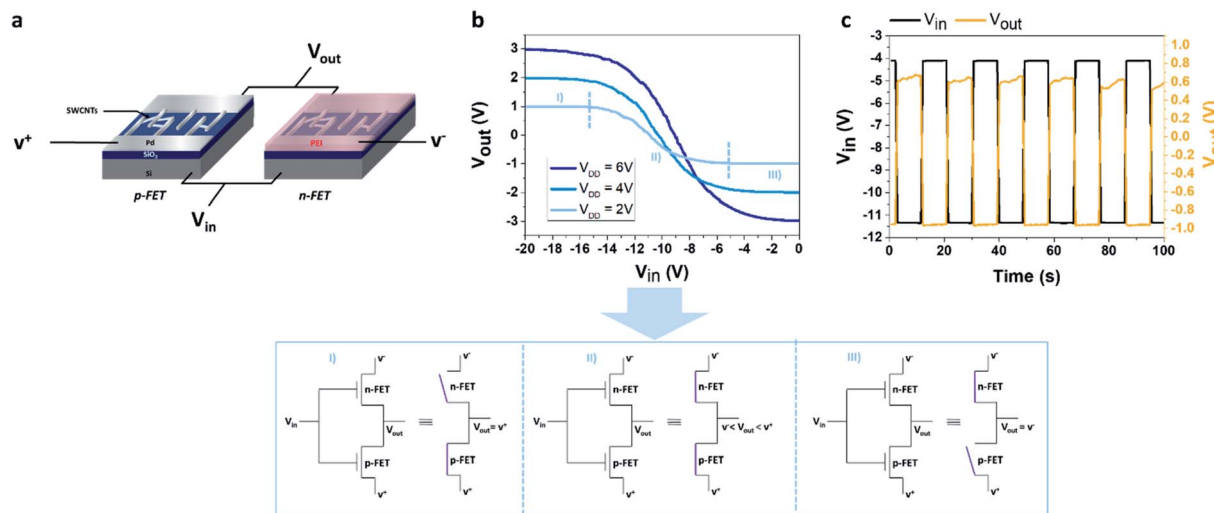 a
V_out
SWCNTs
V⁺
Pd
SiO₂
Si
p-FET
PEI
n-FET
V⁻
V_in
b
V_out (V)
3
2
1
0
-1
-2
-3
I)
II)
III)
V_DD = 6V
V_DD = 4V
V_DD = 2V
-20 -18 -16 -14 -12 -10 -8 -6 -4 -2 0
V_in (V)
c
V_in V_out
V_in (V)
-3
-4
-5
-6
-7
-8
-9
-10
-11
-12
1.0
0.8
0.6
0.4
0.2
0.0
-0.2
-0.4
-0.6
-0.8
-1.0
V_out (V)
0 20 40 60 80 100
Time (s)
I)
V⁻ V⁻
n-FET n-FET
V_in V_out ≡ V_out = V⁺
p-FET p-FET
V⁺ V⁺
II)
V⁻ V⁻
n-FET n-FET
V_in V_out ≡ V⁻< V_out < V⁺
p-FET p-FET
V⁺ V⁺
III)
V⁻ V⁻
n-FET n-FET
V_in V_out ≡ V_out = V⁻
p-FET p-FET
V⁺ V⁺